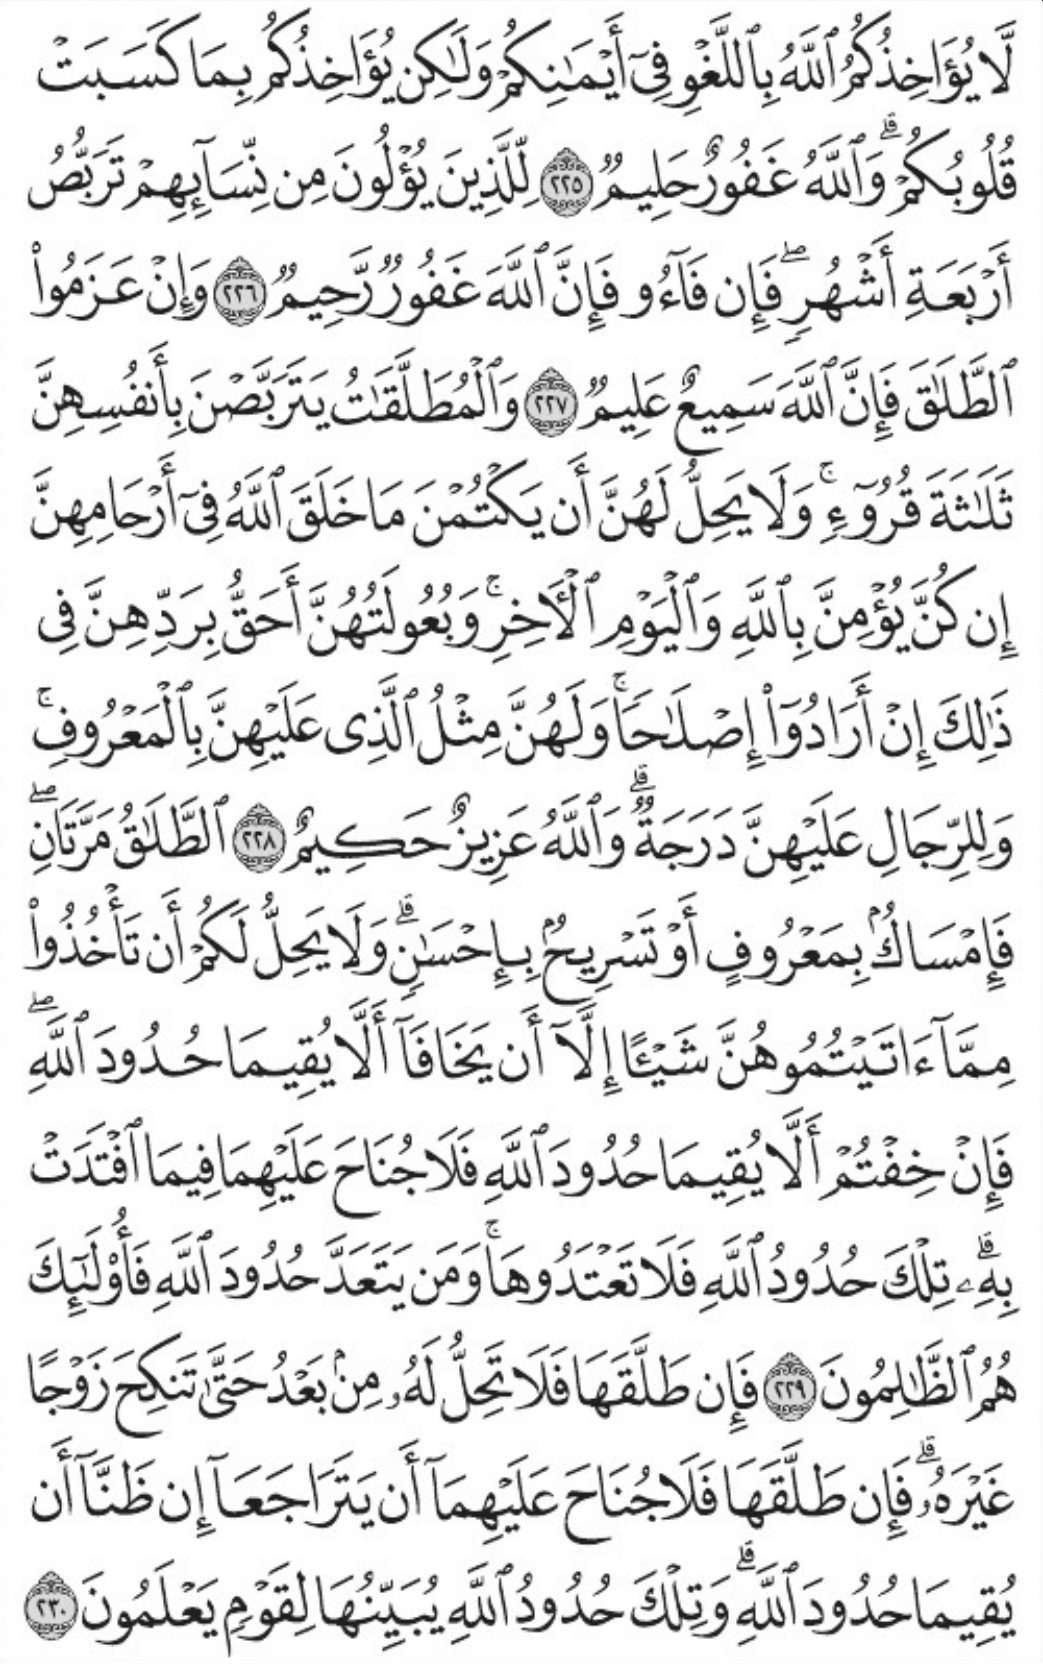 لَّا يُؤَاخِذُكُمُ ٱللَّهُ بِٱللَّغْوِ فِىٓ أَيْمَـٰنِكُمْ وَلَـٰكِن يُؤَاخِذُكُم بِمَا كَسَبَتْ
قُلُوبُكُمْ ۗ وَٱللَّهُ غَفُورٌ حَلِيمٌ ٢٢٥ لِّلَّذِينَ يُؤْلُونَ مِن نِّسَآئِهِمْ تَرَبُّصُ
أَرْبَعَةِ أَشْهُرٍ ۖ فَإِن فَآءُو فَإِنَّ ٱللَّهَ غَفُورٌ رَّحِيمٌ ٢٢٦ وَإِنْ عَزَمُوا۟
ٱلطَّلَـٰقَ فَإِنَّ ٱللَّهَ سَمِيعٌ عَلِيمٌ ٢٢٧ وَٱلْمُطَلَّقَـٰتُ يَتَرَبَّصْنَ بِأَنفُسِهِنَّ
ثَلَـٰثَةَ قُرُوٓءٍ ۚ وَلَا يَحِلُّ لَهُنَّ أَن يَكْتُمْنَ مَا خَلَقَ ٱللَّهُ فِىٓ أَرْحَامِهِنَّ
إِن كُنَّ يُؤْمِنَّ بِٱللَّهِ وَٱلْيَوْمِ ٱلْـَٔاخِرِ ۚ وَبُعُولَتُهُنَّ أَحَقُّ بِرَدِّهِنَّ فِى
ذَٰلِكَ إِنْ أَرَادُوٓا۟ إِصْلَـٰحًا ۚ وَلَهُنَّ مِثْلُ ٱلَّذِى عَلَيْهِنَّ بِٱلْمَعْرُوفِ ۚ
وَلِلرِّجَالِ عَلَيْهِنَّ دَرَجَةٌ ۗ وَٱللَّهُ عَزِيزٌ حَكِيمٌ ٢٢٨ ٱلطَّلَـٰقُ مَرَّتَانِ ۖ
فَإِمْسَاكٌۢ بِمَعْرُوفٍ أَوْ تَسْرِيحٌۢ بِإِحْسَـٰنٍ ۗ وَلَا يَحِلُّ لَكُمْ أَن تَأْخُذُوا۟
مِمَّآ ءَاتَيْتُمُوهُنَّ شَيْـًٔا إِلَّآ أَن يَخَافَآ أَلَّا يُقِيمَا حُدُودَ ٱللَّهِ ۖ
فَإِنْ خِفْتُمْ أَلَّا يُقِيمَا حُدُودَ ٱللَّهِ فَلَا جُنَاحَ عَلَيْهِمَا فِيمَا ٱفْتَدَتْ
بِهِۦ ۗ تِلْكَ حُدُودُ ٱللَّهِ فَلَا تَعْتَدُوهَا ۚ وَمَن يَتَعَدَّ حُدُودَ ٱللَّهِ فَأُو۟لَـٰٓئِكَ
هُمُ ٱلظَّـٰلِمُونَ ٢٢٩ فَإِن طَلَّقَهَا فَلَا تَحِلُّ لَهُۥ مِنۢ بَعْدُ حَتَّىٰ تَنكِحَ زَوْجًا
غَيْرَهُۥ ۗ فَإِن طَلَّقَهَا فَلَا جُنَاحَ عَلَيْهِمَآ أَن يَتَرَاجَعَآ إِن ظَنَّآ أَن
يُقِيمَا حُدُودَ ٱللَّهِ ۗ وَتِلْكَ حُدُودُ ٱللَّهِ يُبَيِّنُهَا لِقَوْمٍ يَعْلَمُونَ ٢٣٠